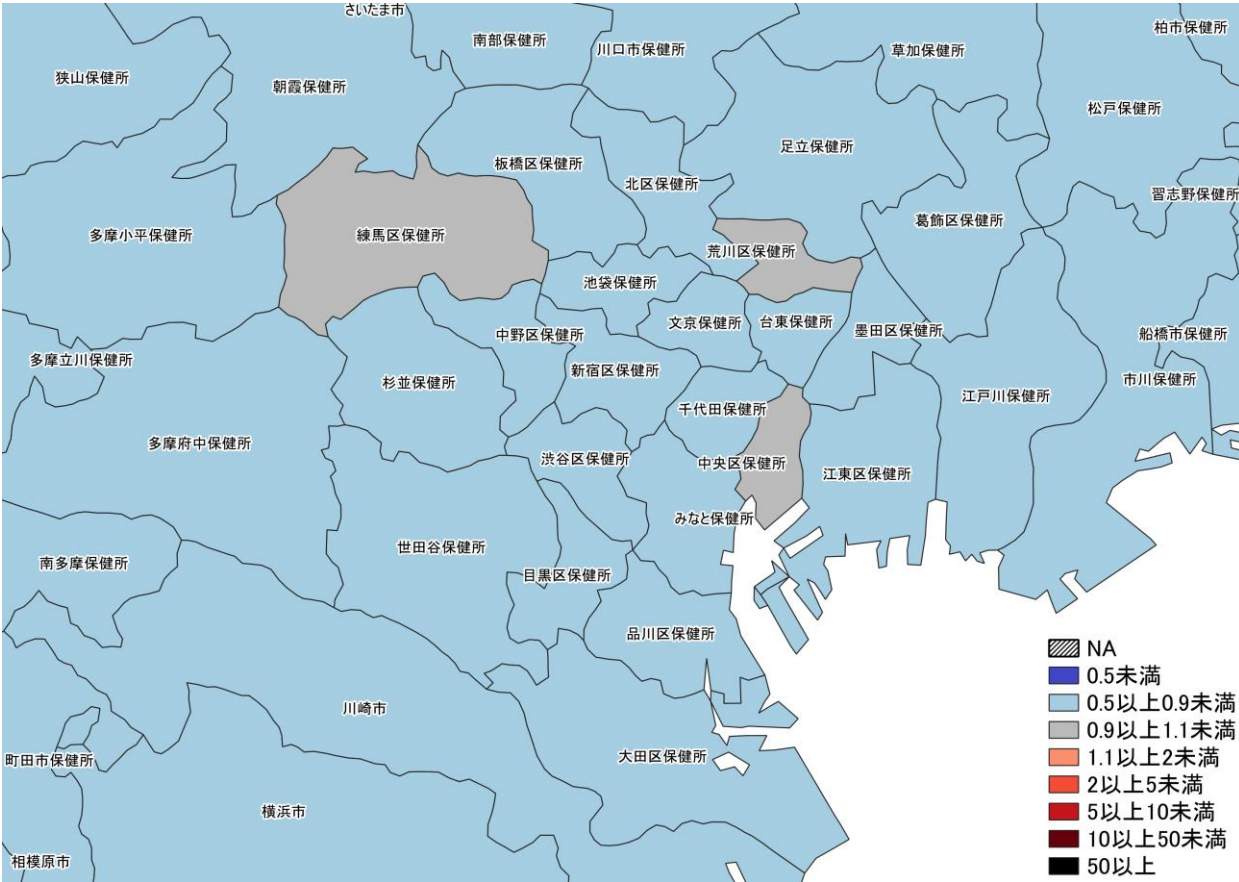 さいたま市
南部保健所
川口市保健所
草加保健所
柏市保健所
狭山保健所
朝霞保健所
松戸保健所
足立保健所
板橋区保健所
北区保健所
習志野保健所
葛飾区保健所
多摩小平保健所
練馬区保健所
荒川区保健所
池袋保健所
文京保健所
台東保健所
墨田区保健所
中野区保健所
船橋市保健所
多摩立川保健所
新宿区保健所
杉並保健所
市川保健所
江戸川保健所
千代田保健所
多摩府中保健所
渋谷区保健所
中央区保健所
江東区保健所
みなと保健所
世田谷保健所
南多摩保健所
目黒区保健所
品川区保健所
川崎市
大田区保健所
町田市保健所
横浜市
相模原市
NA
0.5未満
0.5以上0.9未満
0.9以上1.1未満
1.1以上2未満
2以上5未満
5以上10未満
10以上50未満
50以上